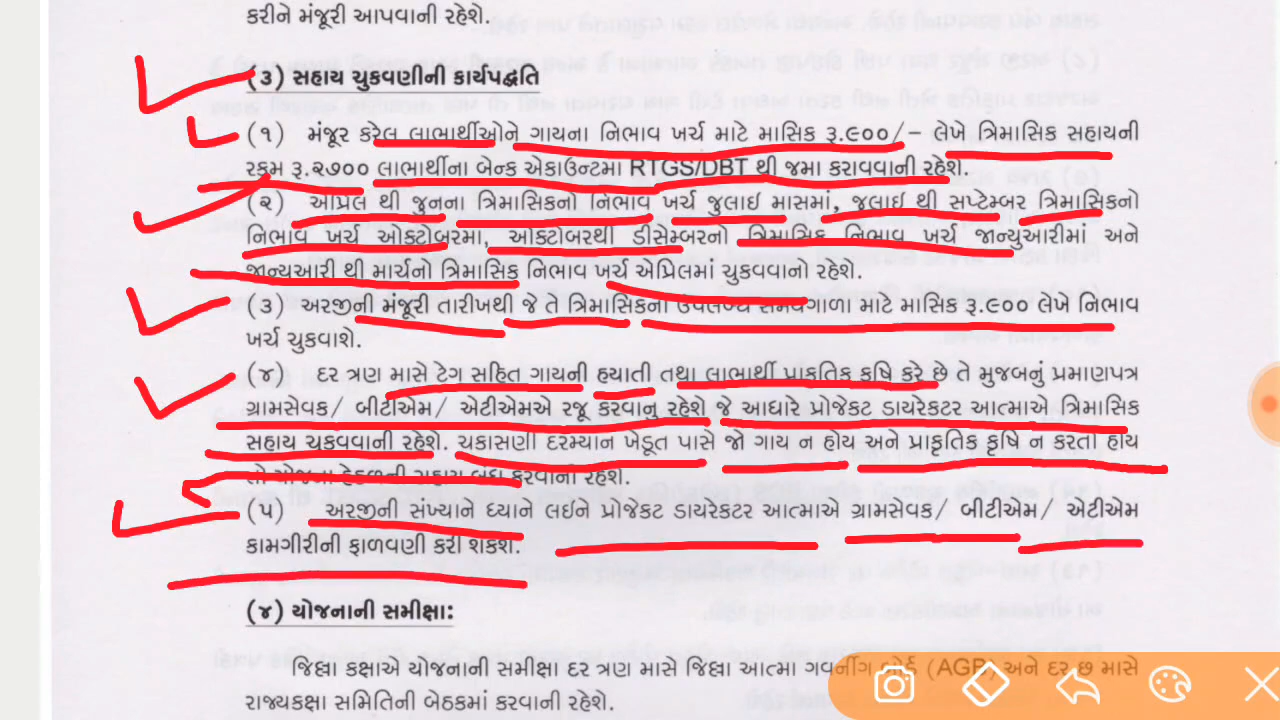 કરીને મંજૂરી આપવાની રહેશે.
(૩) સહાય ચુકવણીની કાર્યપદ્ધતિ
(૧) મંજૂર કરેલ લાભાર્થીઓને ગાયના નિભાવ ખર્ચ માટે માસિક રૂ.૯૦૦/- લેખે ત્રિમાસિક સહાયની
રકમ રૂ.૨૭૦૦ લાભાર્થીના બેન્ક એકાઉન્ટમા RTGS/DBT થી જમા કરાવવાની રહેશે.
(૨) એપ્રિલ થી જુનના ત્રિમાસિકનો નિભાવ ખર્ચ જુલાઇ માસમાં, જુલાઇ થી સપ્ટેમ્બર ત્રિમાસિકનો
નિભાવ ખર્ચ ઓક્ટોબરમા, ઓક્ટોબરથી ડીસેમ્બરનો ત્રિમાસિક નિભાવ ખર્ચ જાન્યુઆરીમાં અને
જાન્યુઆરી થી માર્ચનો ત્રિમાસિક નિભાવ ખર્ચ એપ્રિલમાં ચુકવવાનો રહેશે.
(૩) અરજીના મંજૂરી તારીખથી જે તે ત્રિમાસિકના ઉપલબ્ધ સમયગાળા માટે માસિક રૂ.૯૦૦ લેખે નિભાવ
ખર્ચ ચુકવાશે.
(૪) દર ત્રણ માસે ટેગ સહિત ગાયની હયાતી તથા લાભાર્થી પ્રાકૃતિક કૃષિ કરે છે તે મુજબનું પ્રમાણપત્ર
ગ્રામસેવક/ બીટીએમ/ એટીએમએ રજૂ કરવાનુ રહેશે જે આધારે પ્રોજેક્ટ ડાયરેક્ટર આત્માએ ત્રિમાસિક
સહાય ચુકવવાની રહેશે. ચકાસણી દરમ્યાન ખેડૂત પાસે જો ગાય ન હોય અને પ્રાકૃતિક કૃષિ ન કરતા હોય
તો યોજના હેઠળની સહાય બંધ કરવાની રહેશે.
(૫) અરજીની સંખ્યાને ધ્યાને લઇને પ્રોજેક્ટ ડાયરેક્ટર આત્માએ ગ્રામસેવક/ બીટીએમ/ એટીએમ
કામગીરીની ફાળવણી કરી શકશે.
(૪) યોજનાની સમીક્ષા:
જિલ્લા કક્ષાએ યોજનાની સમીક્ષા દર ત્રણ માસે જિલ્લા આત્મા ગવર્નીંગ બોર્ડ (AGB) અને દર છ માસે
રાજ્યકક્ષા સમિતિની બેઠકમાં કરવાની રહેશે.